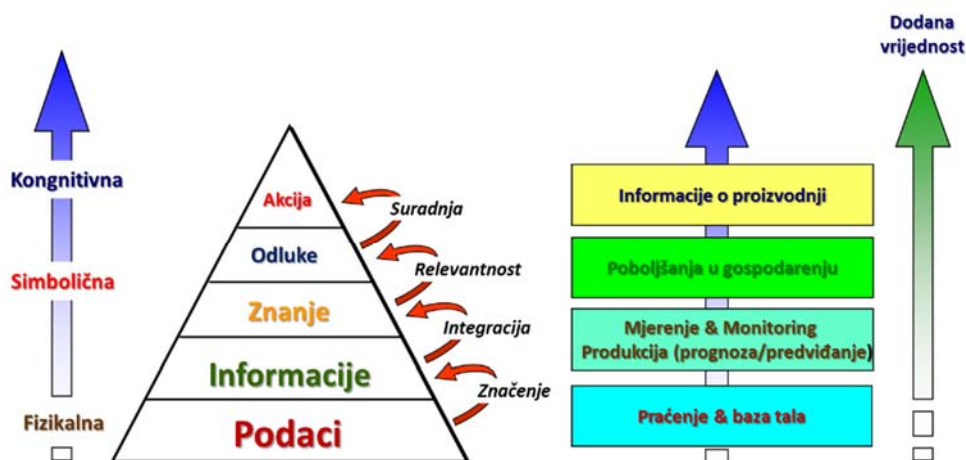 Dodana
vrijednost
Kongnitivna
Simbolična
Fizikalna
Akcija
Odluke
Znanje
Informacije
Podaci
Suradnja
Relevantnost
Integracija
Značenje
Informacije o proizvodnji
Poboljšanja u gospodarenju
Mjerenje & Monitoring
Produkcija (prognoza/predviđanje)
Praćenje & baza tala